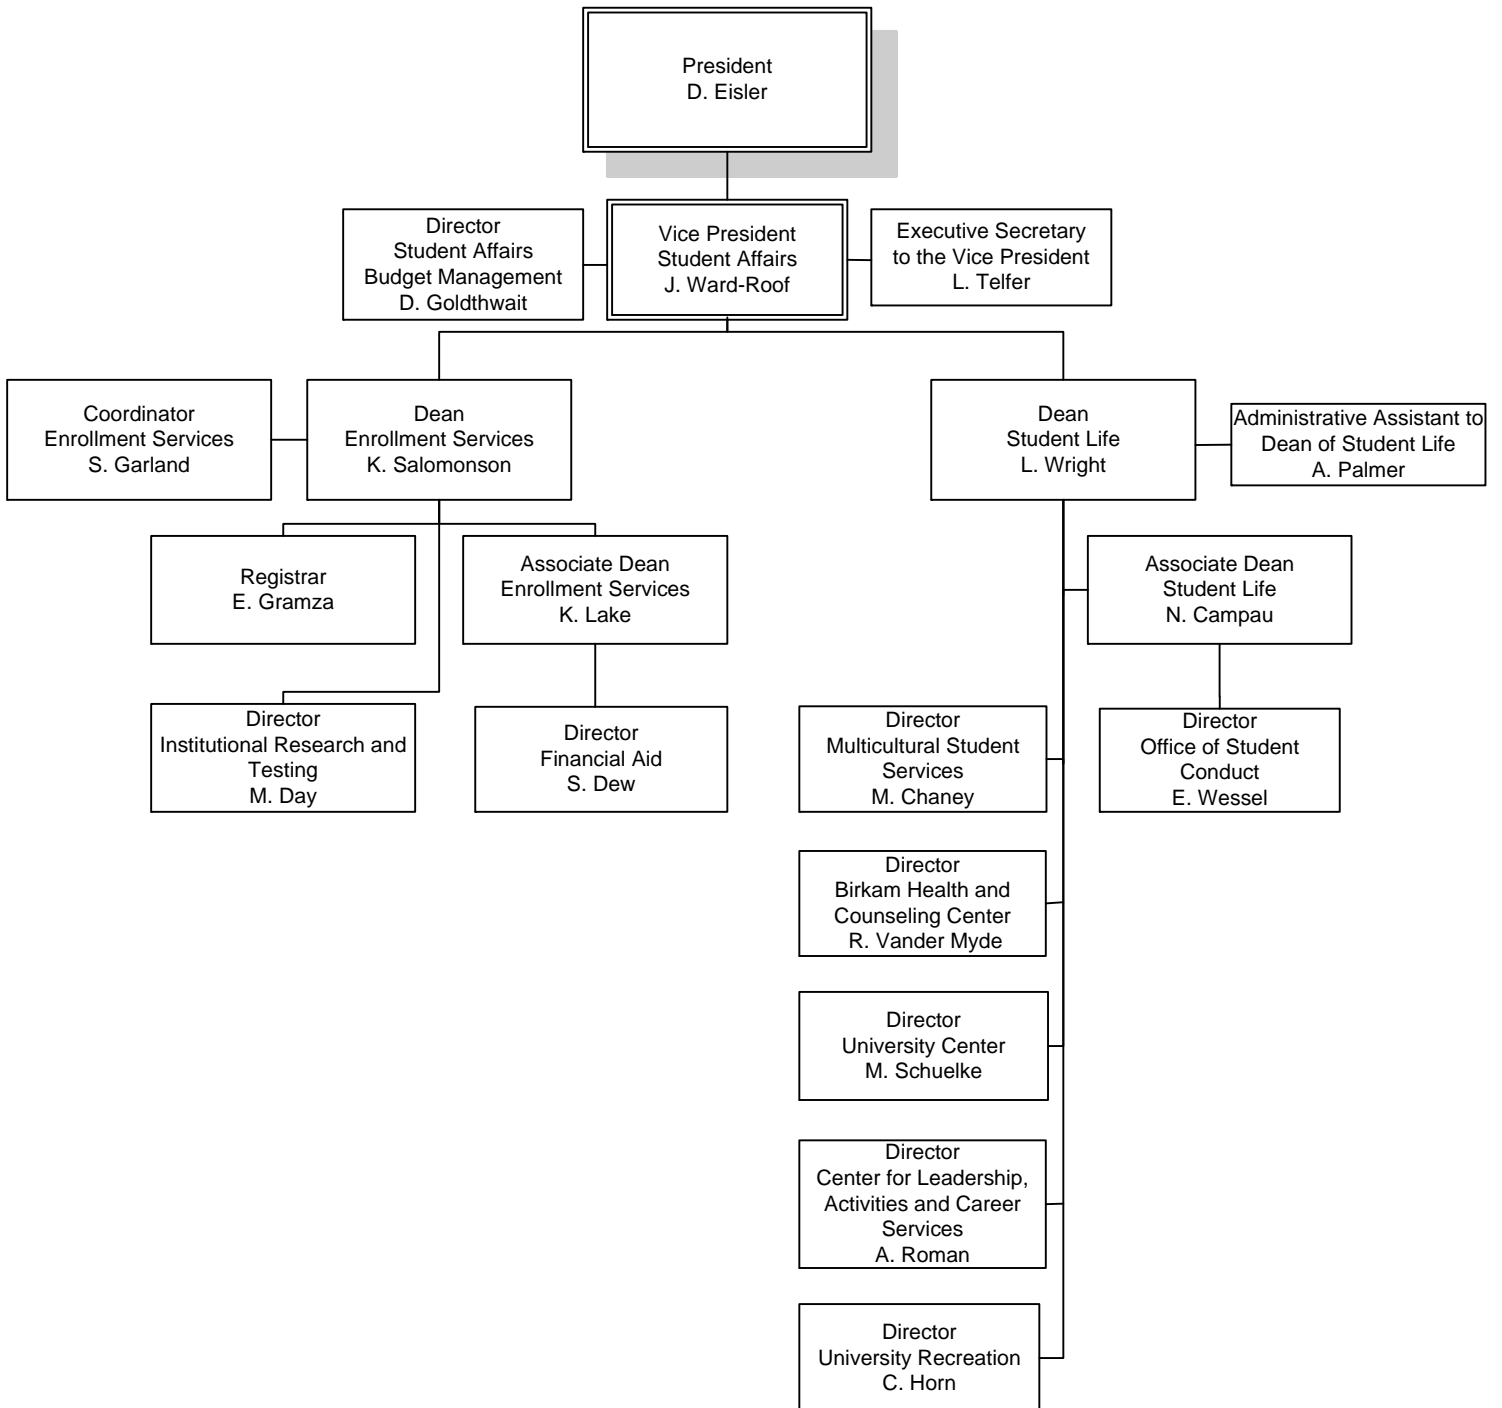 President
D. Eisler
Director
Student Affairs
Budget Management
D. Goldthwait
Vice President
Student Affairs
J. Ward-Roof
Executive Secretary
to the Vice President
L. Telfer
Coordinator
Enrollment Services
S. Garland
Dean
Enrollment Services
K. Salomonson
Dean
Student Life
L. Wright
Administrative Assistant to
Dean of Student Life
A. Palmer
Registrar
E. Gramza
Associate Dean
Enrollment Services
K. Lake
Associate Dean
Student Life
N. Campau
Director
Institutional Research and
Testing
M. Day
Director
Financial Aid
S. Dew
Director
Multicultural Student
Services
M. Chaney
Director
Office of Student
Conduct
E. Wessel
Director
Birkam Health and
Counseling Center
R. Vander Myde
Director
University Center
M. Schuelke
Director
Center for Leadership,
Activities and Career
Services
A. Roman
Director
University Recreation
C. Horn